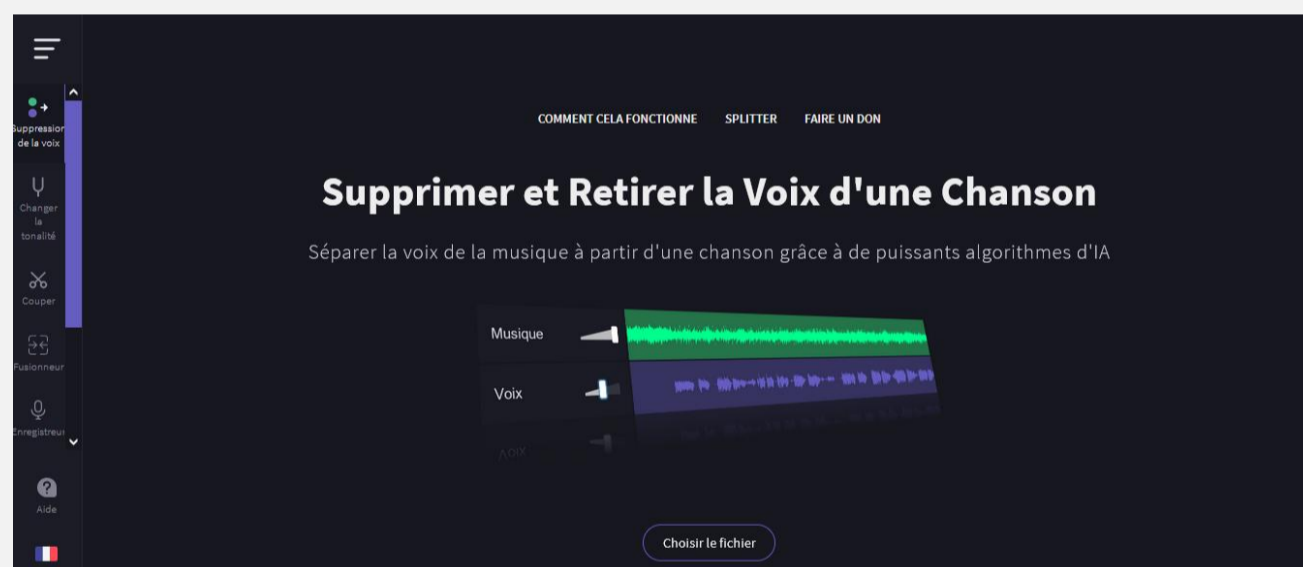 Suppression
de la voix
Changer
la
tonalité
Couper
Fusionneur
Enregistreur
Aide
COMMENT CELA FONCTIONNE SPLITTER FAIRE UN DON
Supprimer et Retirer la Voix d'une Chanson
Séparer la voix de la musique à partir d'une chanson grâce à de puissants algorithmes d'IA
Musique
Voix
Voix
Choisir le fichier